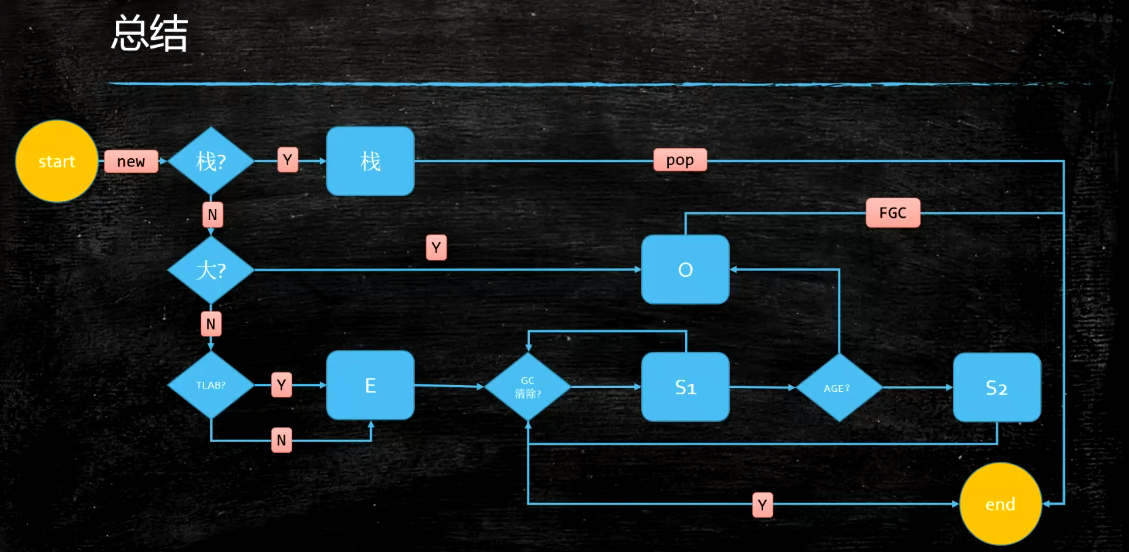 总结
start
new
栈?
Y
栈
pop
N
FGC
大?
Y
O
N
TLAB?
Y
E
GC
清除?
S1
AGE?
S2
N
Y
end